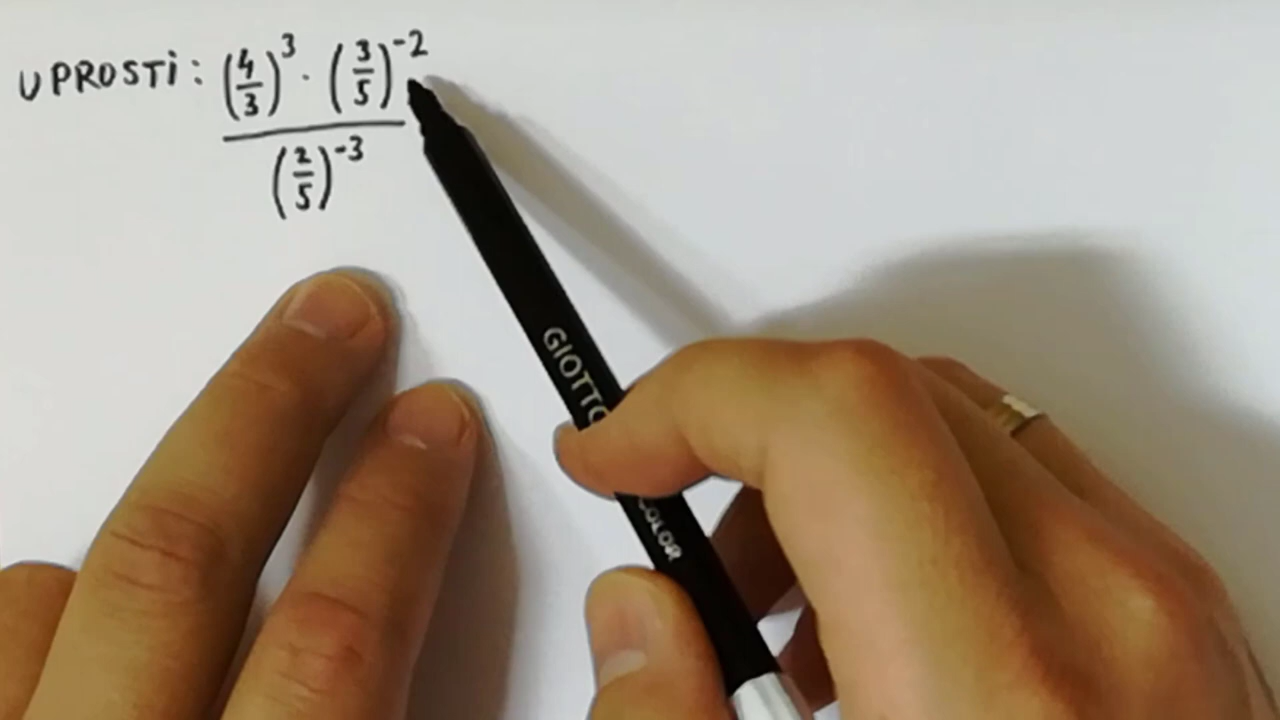 UPROSTi: (4/3)^3 · (3/5)^-2
(2/5)^-3
GIOTTO
COLOR